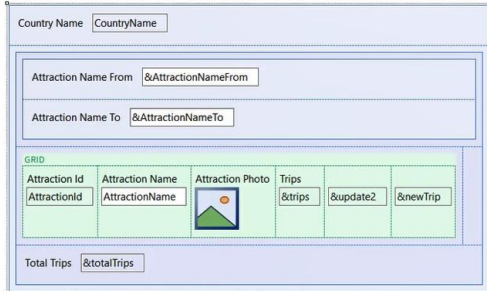 Country Name CountryName
Attraction Name From &AttractionNameFrom
Attraction Name To &AttractionNameTo
GRID
Attraction Id Attraction Name Attraction Photo Trips
AttractionId AttractionName &trips &update2 &newTrip
Total Trips &totalTrips